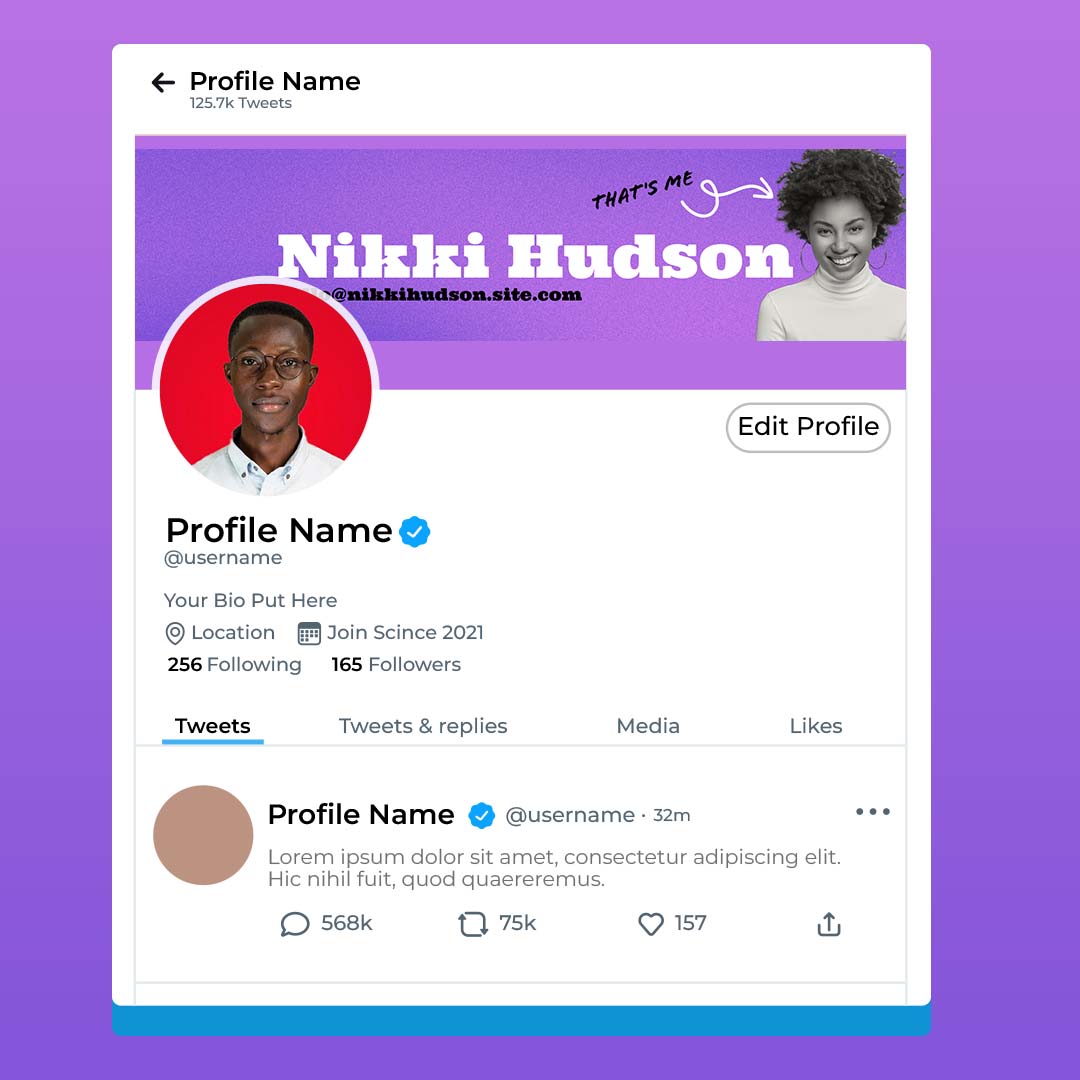 Profile Name
125.7k Tweets
THAT'S ME
Nikki Hudson
@nikkihudson.site.com
Edit Profile
Profile Name
@username
Your Bio Put Here
Location Join Scince 2021
256 Following 165 Followers
Tweets Tweets & replies Media Likes
Profile Name @username · 32m
Lorem ipsum dolor sit amet, consectetur adipiscing elit.
Hic nihil fuit, quod quaereremus.
568k 75k 157